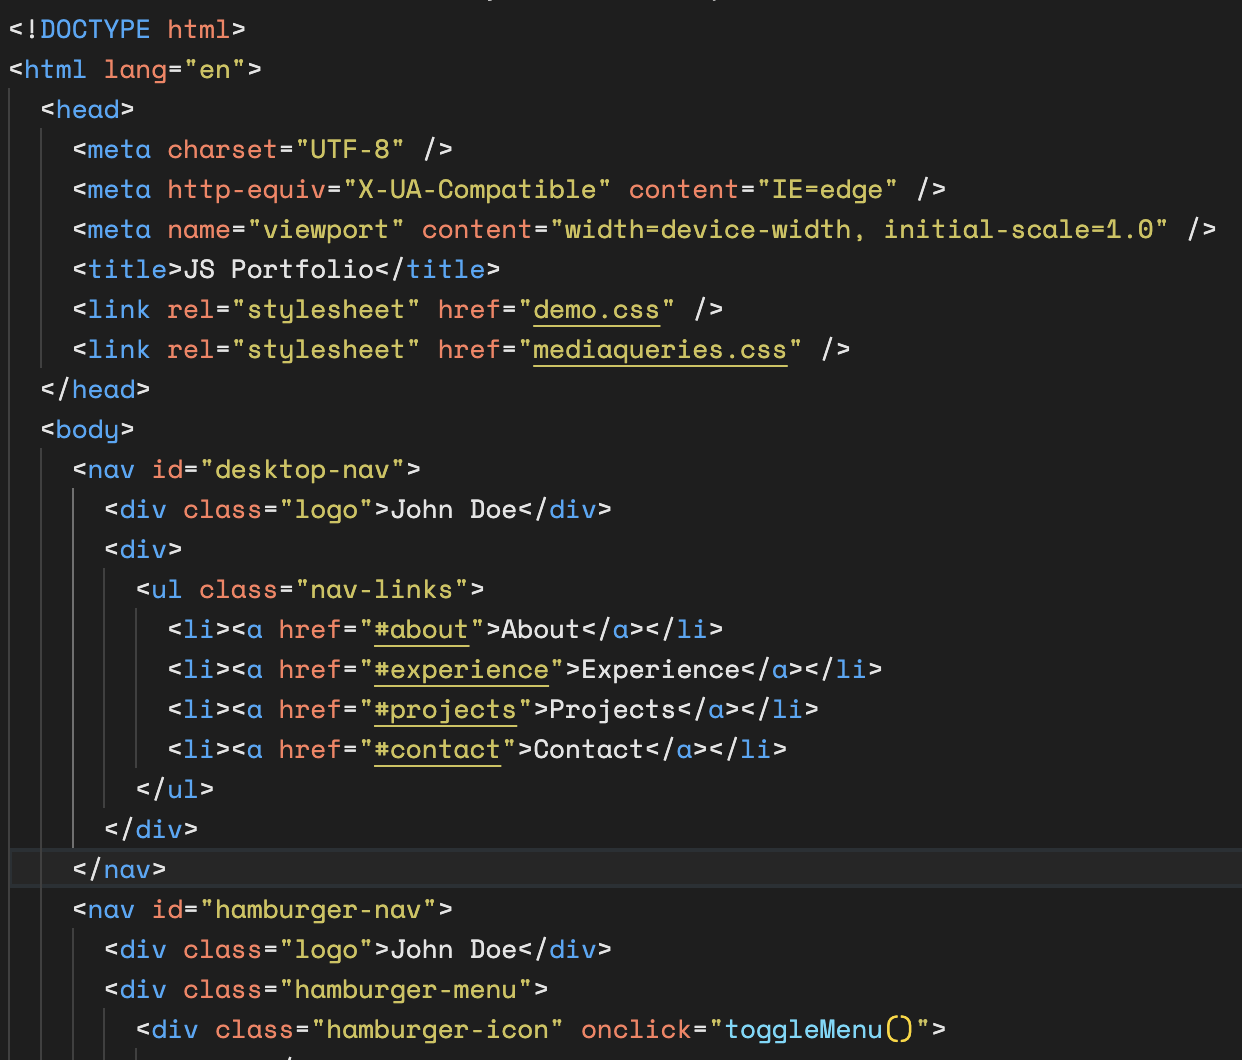 <!DOCTYPE html>
<html lang="en">
<head>
<meta charset="UTF-8" />
<meta http-equiv="X-UA-Compatible" content="IE=edge" />
<meta name="viewport" content="width=device-width, initial-scale=1.0" />
<title>JS Portfolio</title>
<link rel="stylesheet" href="demo.css" />
<link rel="stylesheet" href="mediaqueries.css" />
</head>
<body>
<nav id="desktop-nav">
<div class="logo">John Doe</div>
<div>
<ul class="nav-links">
<li><a href="#about">About</a></li>
<li><a href="#experience">Experience</a></li>
<li><a href="#projects">Projects</a></li>
<li><a href="#contact">Contact</a></li>
</ul>
</div>
</nav>
<nav id="hamburger-nav">
<div class="logo">John Doe</div>
<div class="hamburger-menu">
<div class="hamburger-icon" onclick="toggleMenu()">